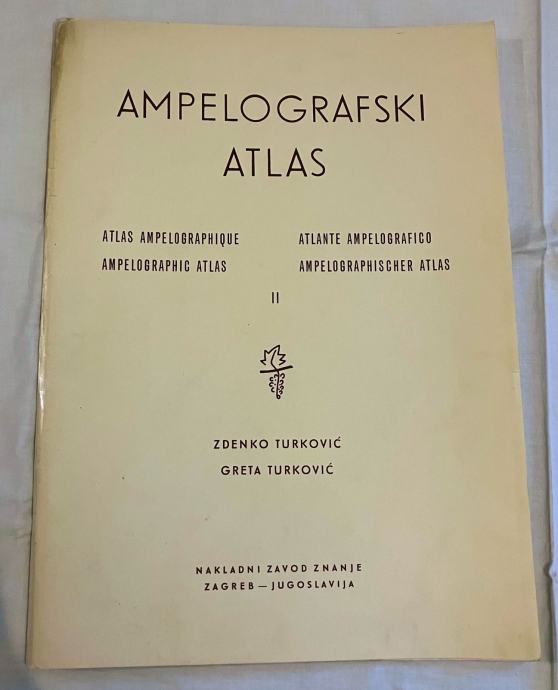 AMPELOGRAFSKI
ATLAS
ATLAS AMPELOGRAPHIQUE
AMPELOGRAPHIC ATLAS
ATLANTE AMPELOGRAFICO
AMPELOGRAPHISCHER ATLAS
II
ZDENKO TURKOVIĆ
GRETA TURKOVIĆ
NAKLADNI ZAVOD ZNANJE
ZAGREB — JUGOSLAVIJA